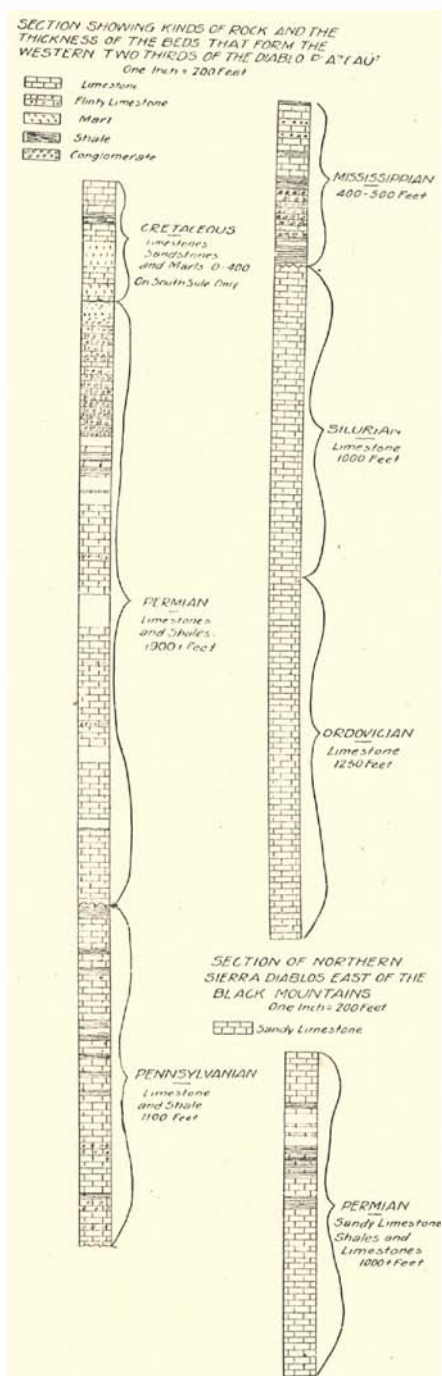 SECTION SHOWING KINDS OF ROCK AND THE
THICKNESS OF THE BEDS THAT FORM THE
WESTERN TWO THIRDS OF THE DIABLO
One Inch = 200 Feet
Limestone
Flinty Limestone
Marl
Shale
Conglomerate
CRETACEOUS
Limestones
Sandstones
and Marls 0-400
On South Side Only
PERMIAN
Limestones
and Shales.
1900+ Feet
PENNSYLVANIAN
Limestone
and Shale
1100 Feet
MISSISSIPPIAN
400-500 Feet
SILURIAN
Limestone
1000 Feet
ORDOVICIAN
Limestone
1250 Feet
SECTION OF NORTHERN
SIERRA DIABLOS EAST OF THE
BLACK MOUNTAINS
One Inch = 200 Feet
Sandy Limestone
PERMIAN
Sandy Limestone
Shales and
Limestones
1000+ Feet